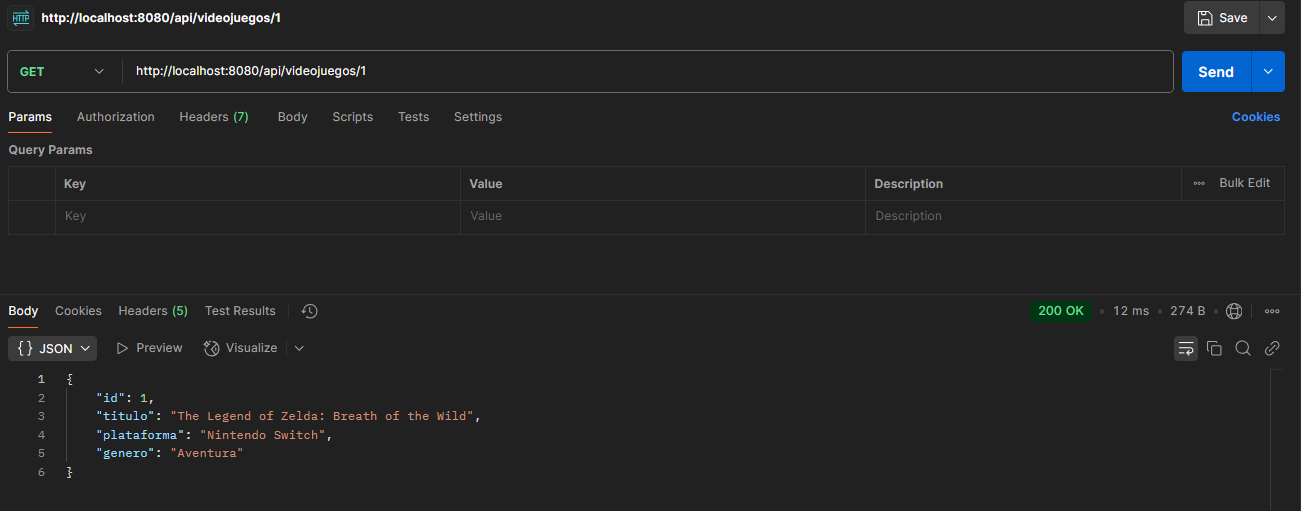 HTTP http://localhost:8080/api/videojuegos/1 Save
GET http://localhost:8080/api/videojuegos/1 Send
Params Authorization Headers (7) Body Scripts Tests Settings Cookies
Query Params
Key Value Description Bulk Edit
Key Value Description
Body Cookies Headers (5) Test Results 200 OK 12 ms 274 B
{} JSON Preview Visualize
1 {
2 "id": 1,
3 "titulo": "The Legend of Zelda: Breath of the Wild",
4 "plataforma": "Nintendo Switch",
5 "genero": "Aventura"
6 }